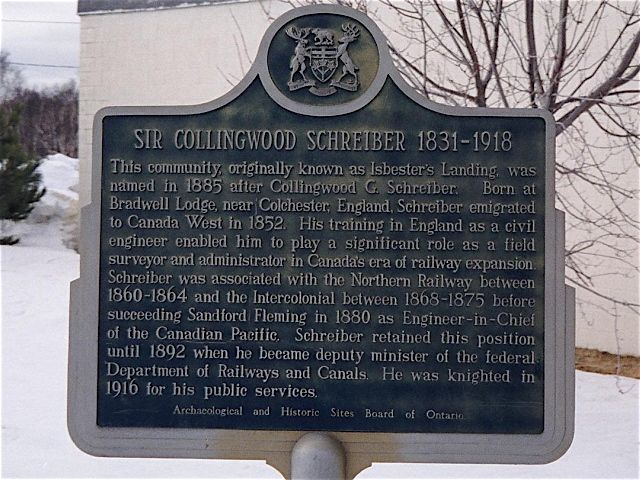 SIR COLLINGWOOD SCHREIBER 1831-1918
This community, originally known as Isbester's Landing, was
named in 1885 after Collingwood G. Schreiber. Born at
Bradwell Lodge, near Colchester, England, Schreiber emigrated
to Canada West in 1852. His training in England as a civil
engineer enabled him to play a significant role as a field
surveyor and administrator in Canada's era of railway expansion.
Schreiber was associated with the Northern Railway between
1860-1864 and the Intercolonial between 1868-1875 before
succeeding Sandford Fleming in 1880 as Engineer-in-Chief
of the Canadian Pacific. Schreiber retained this position
until 1892 when he became deputy minister of the federal
Department of Railways and Canals. He was knighted in
1916 for his public services.
Archaeological and Historic Sites Board of Ontario.